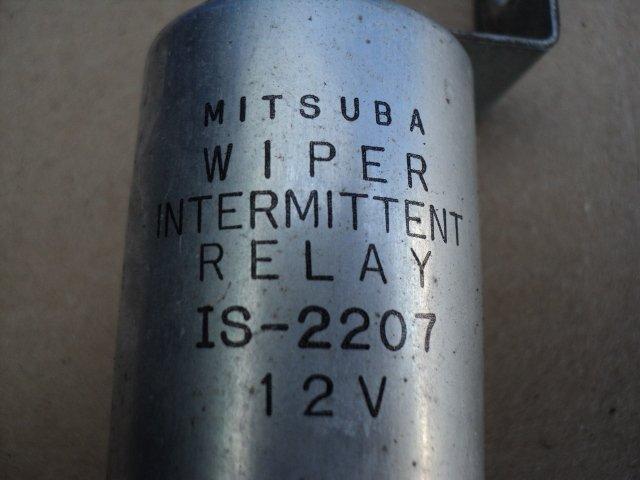 MITSUBA
WIPER
INTERMITTENT
RELAY
IS-2207
12V